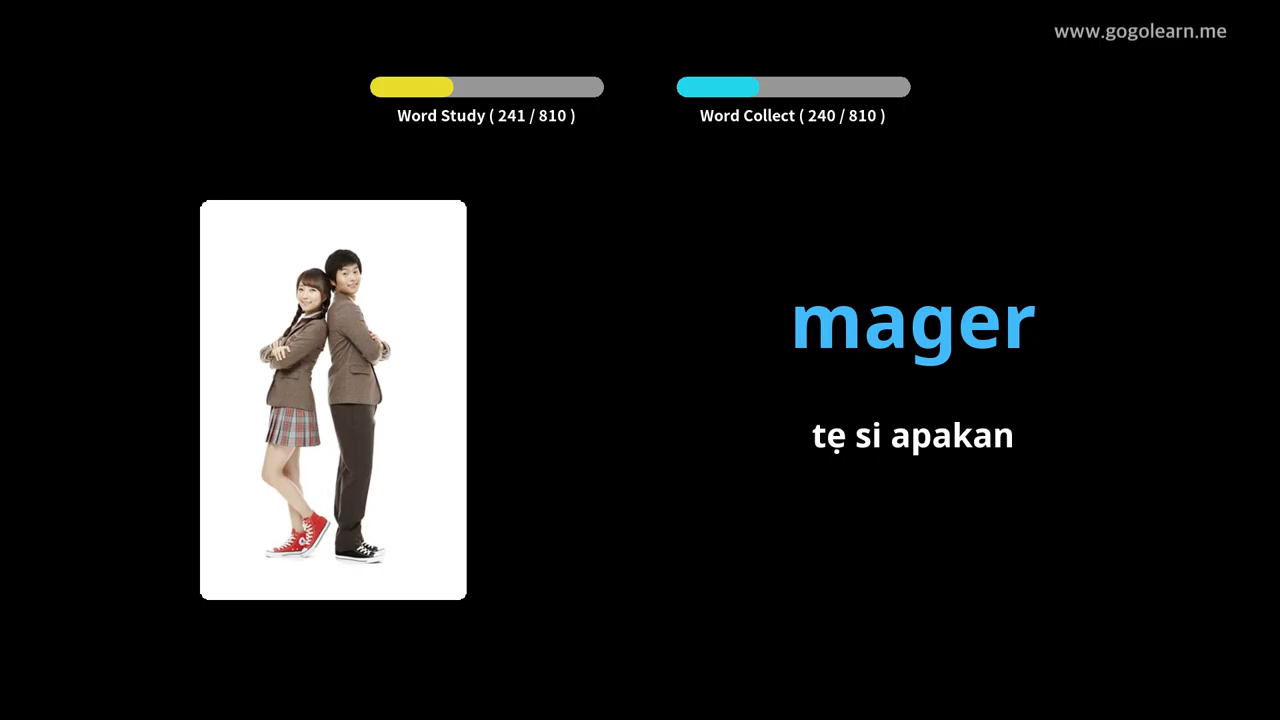 www.gogolearn.me
Word Study ( 241 / 810 )
Word Collect ( 240 / 810 )
mager
tẹ si apakan